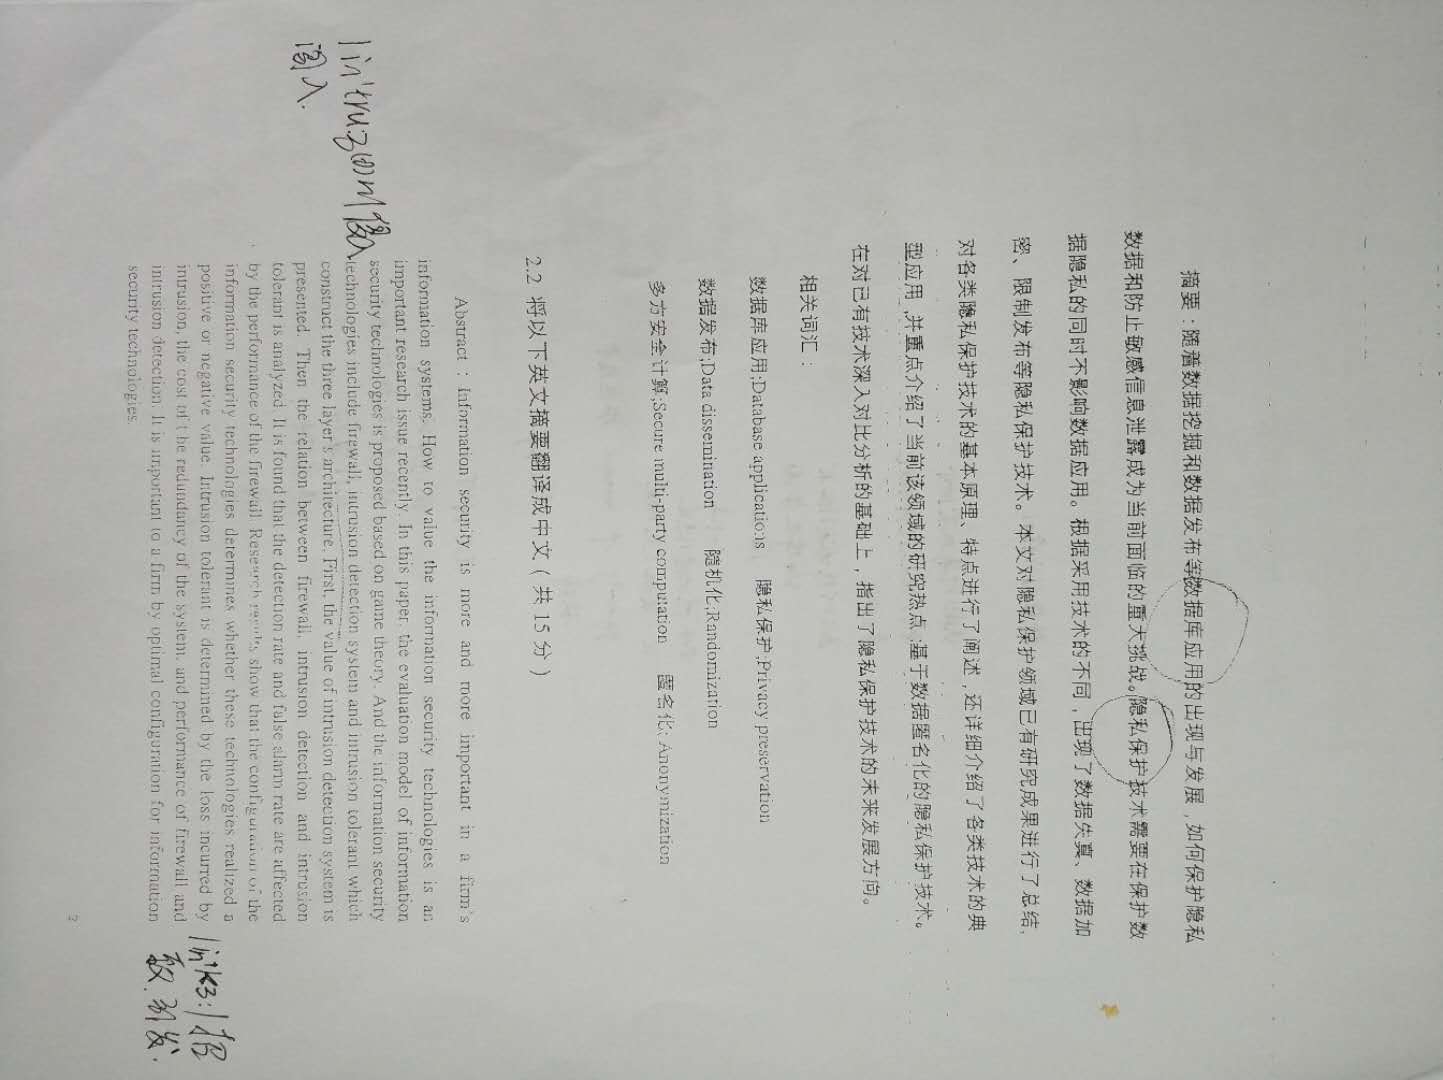 摘要：随着数据挖掘和数据发布等数据库应用的出现与发展，如何保护隐私
数据和防止敏感信息泄露成为当前面临的重大挑战。隐私保护技术需要在保护数
据隐私的同时不影响数据应用。根据采用技术的不同，出现了数据失真、数据加
密、限制发布等隐私保护技术。本文对隐私保护领域已有研究成果进行了总结,
对各类隐私保护技术的基本原理、特点进行了阐述，还详细介绍了各类技术的典
型应用，并重点介绍了当前该领域的研究热点:基于数据匿名化的隐私保护技术。
在对已有技术深入对比分析的基础上，指出了隐私保护技术的未来发展方向。
相关词汇：
数据库应用;Database applications 隐私保护;Privacy preservation
数据发布;Data dissemination 随机化;Randomization
多方安全计算;Secure multi-party computation 匿名化; Anonymization
2.2 将以下英文摘要翻译成中文（共 15 分）
Abstract：Information security is more and more important in a firm's
information systems. How to value the information security technologies is an
important research issue recently. In this paper, the evaluation model of information
security technologies is proposed based on game theory. And the information security
technologies include firewall, intrusion detection system and intrusion tolerant which
construct the three layer's architecture. First, the value of intrusion detection system is
presented. Then the relation between firewall, intrusion detection and intrusion
tolerant is analyzed. It is found that the detection rate and false alarm rate are affected
by the performance of the firewall. Research results show that the configuration of the
information security technologies determines whether these technologies realized a
positive or negative value. Intrusion tolerant is determined by the loss incurred by
intrusion, the cost of the redundancy of the system, and performance of firewall and
intrusion detection. It is important to a firm by optimal configuration for information
security technologies.
闯入.
招
引发.
3